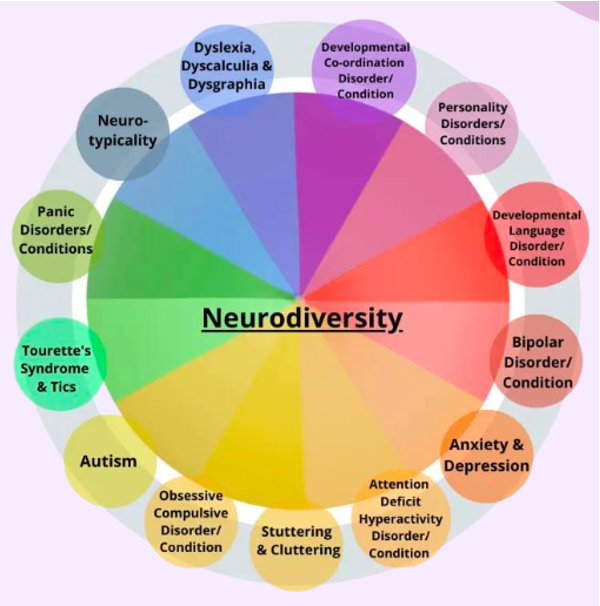 Dyslexia,
Dyscalculia &
Dysgraphia
Developmental
Co-ordination
Disorder/
Condition
Personality
Disorders/
Conditions
Developmental
Language
Disorder/
Condition
Bipolar
Disorder/
Condition
Anxiety &
Depression
Attention
Deficit
Hyperactivity
Disorder/
Condition
Stuttering
& Cluttering
Obsessive
Compulsive
Disorder/
Condition
Autism
Tourette's
Syndrome
& Tics
Panic
Disorders/
Conditions
Neuro-
typicality
Neurodiversity